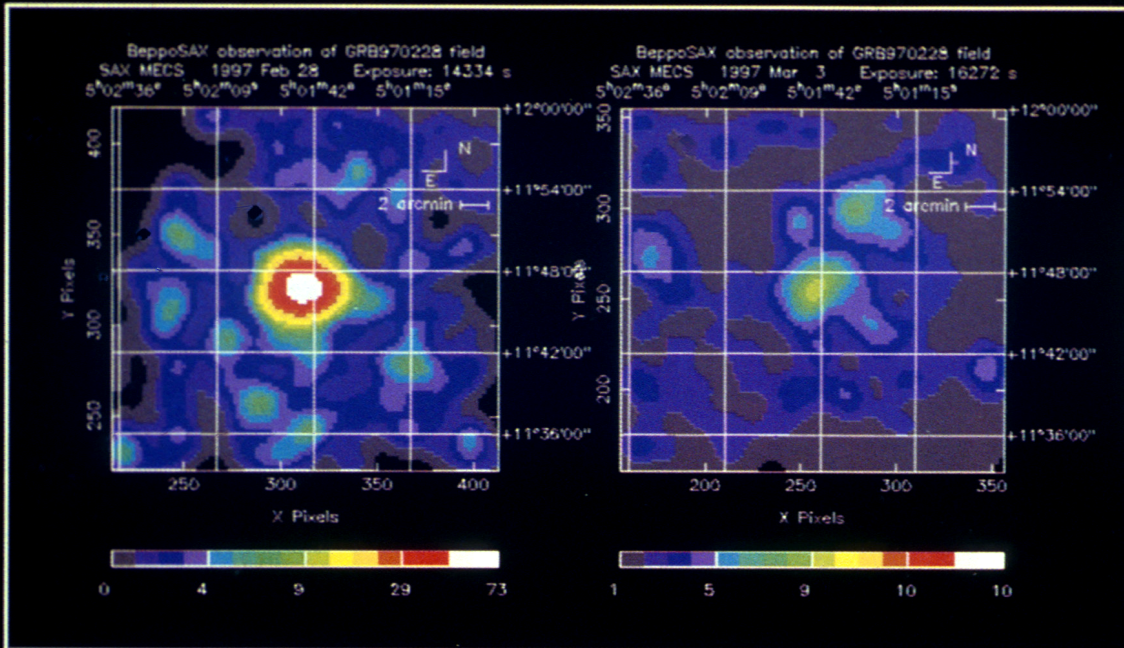 BeppoSAX observation of GRB970228 field
SAX MECS 1997 Feb 28 Exposure: 14334 s
5h02m36s 5h02m09s 5h01m42s 5h01m15s
+12°00'00"
400
N
E
+11°54'00"
2 arcmin
350
+11°48'00"
Y Pixels
300
+11°42'00"
250
+11°36'00"
250 300 350 400
X Pixels
0 4 9 29 73
BeppoSAX observation of GRB970228 field
SAX MECS 1997 Mar 3 Exposure: 16272 s
5h02m36s 5h02m09s 5h01m42s 5h01m15s
350
+12°00'00"
N
E
+11°54'00"
300
2 arcmin
+11°48'00"
Y Pixels
250
+11°42'00"
200
+11°36'00"
200 250 300 350
X Pixels
1 5 9 10 10